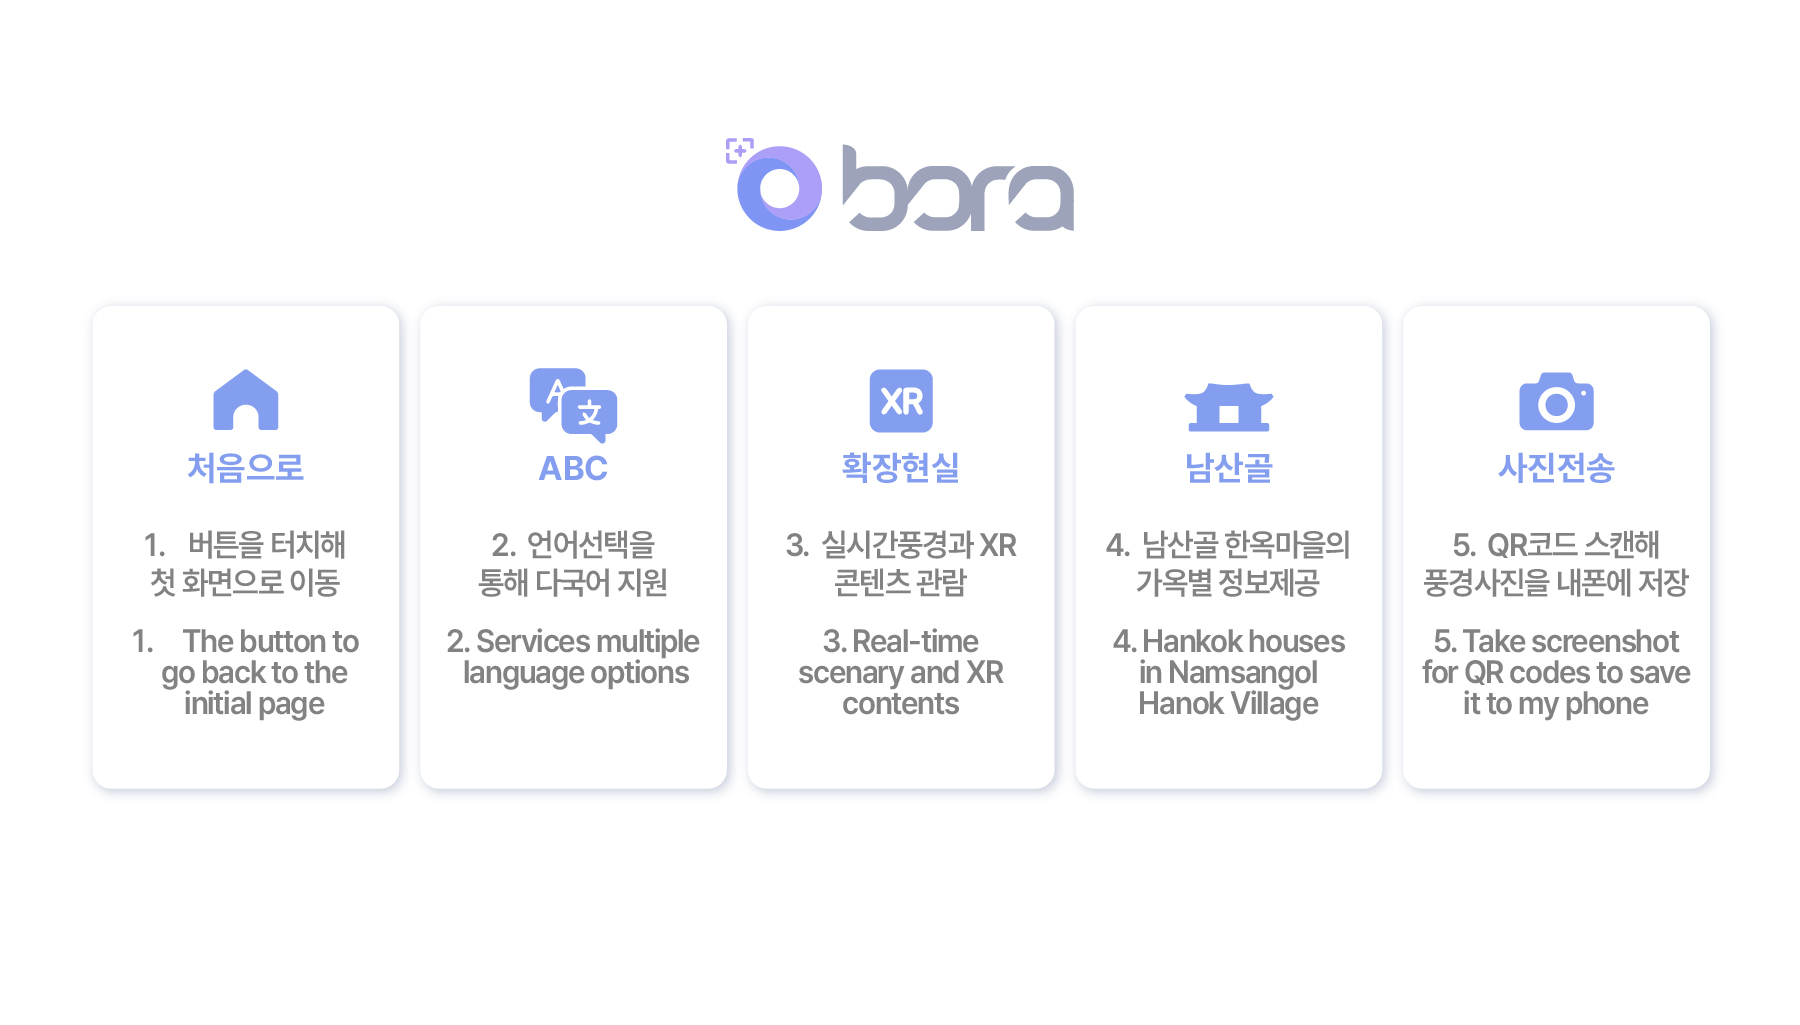 bora
처음으로
1. 버튼을 터치해
첫 화면으로 이동
1. The button to
go back to the
initial page
A
文
ABC
2. 언어선택을
통해 다국어 지원
2. Services multiple
language options
XR
확장현실
3. 실시간풍경과 XR
콘텐츠 관람
3. Real-time
scenary and XR
contents
남산골
4. 남산골 한옥마을의
가옥별 정보제공
4. Hankok houses
in Namsangol
Hanok Village
사진전송
5. QR코드 스캔해
풍경사진을 내폰에 저장
5. Take screenshot
for QR codes to save
it to my phone